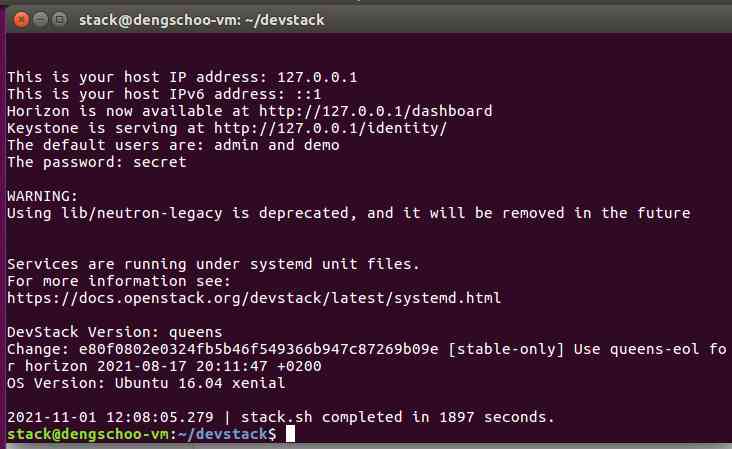 stack@dengschoo-vm: ~/devstack
This is your host IP address: 127.0.0.1
This is your host IPv6 address: ::1
Horizon is now available at http://127.0.0.1/dashboard
Keystone is serving at http://127.0.0.1/identity/
The default users are: admin and demo
The password: secret
WARNING:
Using lib/neutron-legacy is deprecated, and it will be removed in the future
Services are running under systemd unit files.
For more information see:
https://docs.openstack.org/devstack/latest/systemd.html
DevStack Version: queens
Change: e80f0802e0324fb5b46f549366b947c87269b09e [stable-only] Use queens-eol fo
r horizon 2021-08-17 20:11:47 +0200
OS Version: Ubuntu 16.04 xenial
2021-11-01 12:08:05.279 | stack.sh completed in 1897 seconds.
stack@dengschoo-vm:~/devstack$